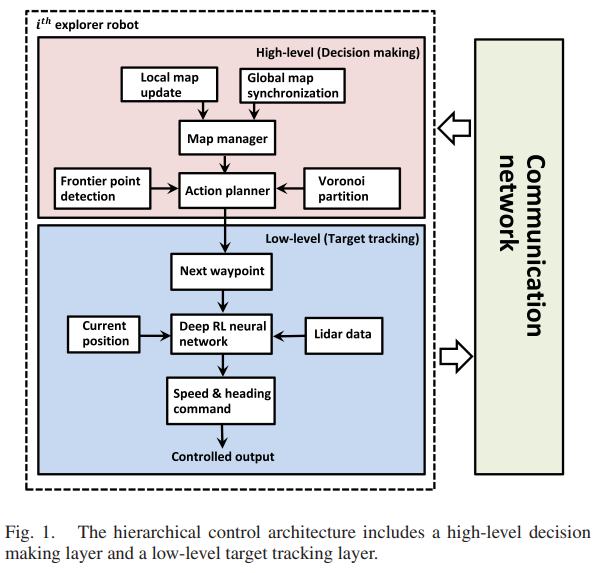 iᵗʰ explorer robot
High-level (Decision making)
Local map
update
Global map
synchronization
Map manager
Frontier point
detection
Action planner
Voronoi
partition
Low-level (Target tracking)
Next waypoint
Current
position
Deep RL neural
network
Lidar data
Speed & heading
command
Controlled output
Communication
network
Fig. 1. The hierarchical control architecture includes a high-level decision
making layer and a low-level target tracking layer.